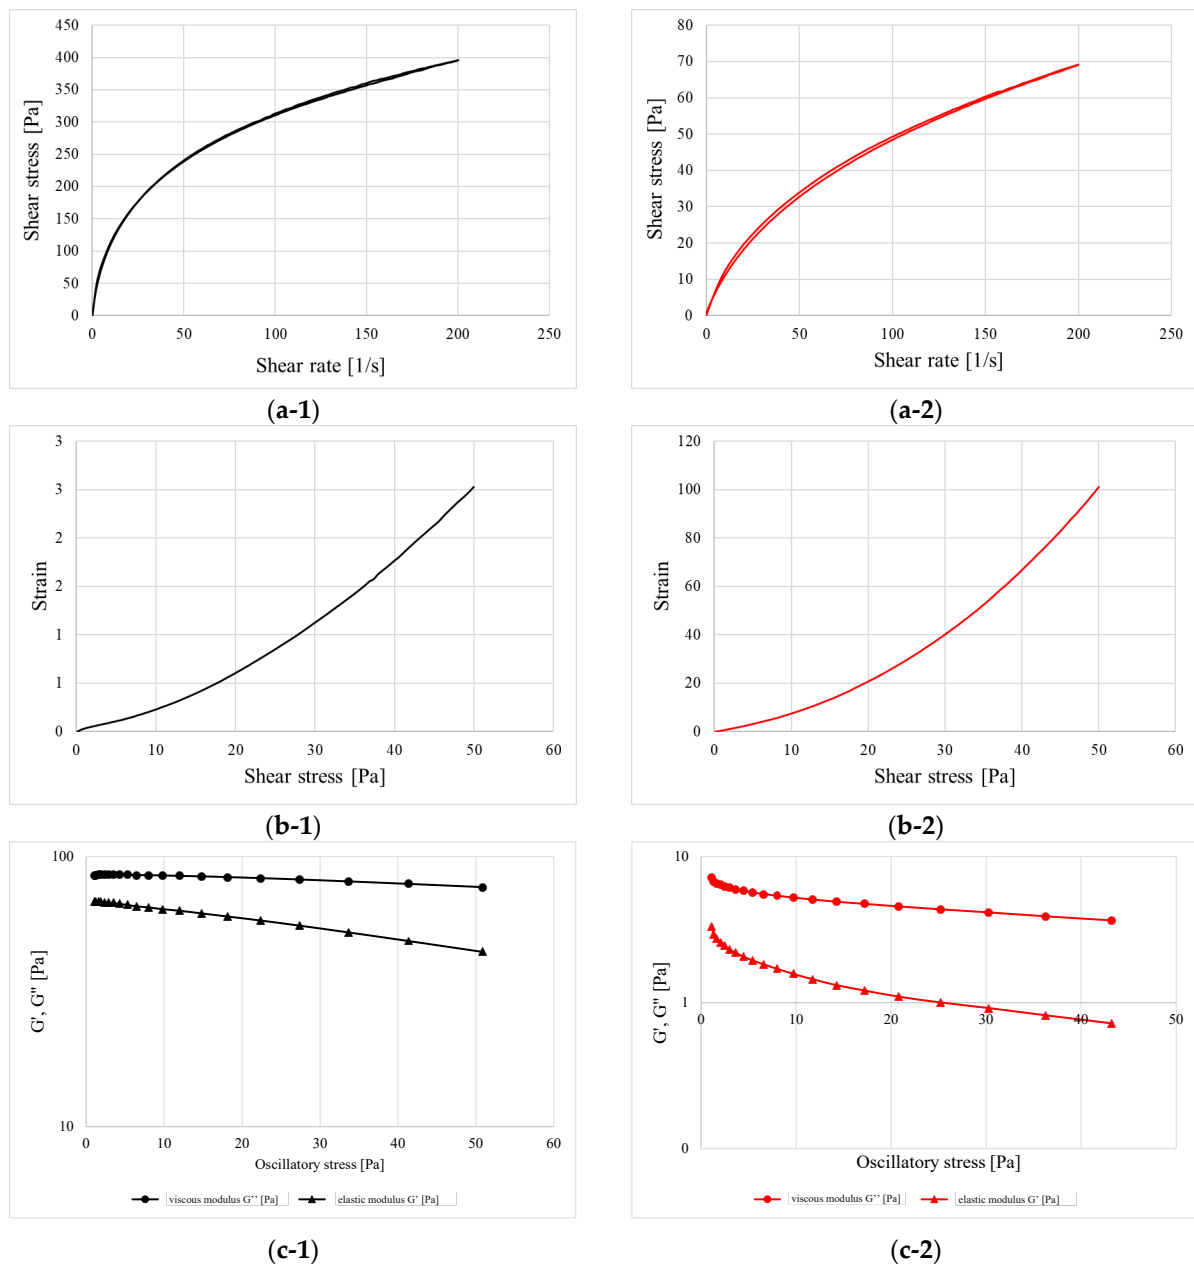 450
400
350
300
250
200
150
100
50
0
Shear stress [Pa]
0 50 100 150 200 250
Shear rate [1/s]
(a-1)
80
70
60
50
40
30
20
10
0
Shear stress [Pa]
0 50 100 150 200 250
Shear rate [1/s]
(a-2)
3
3
2
2
1
1
0
Strain
0 10 20 30 40 50 60
Shear stress [Pa]
(b-1)
120
100
80
60
40
20
0
Strain
0 10 20 30 40 50 60
Shear stress [Pa]
(b-2)
100
10
G', G'' [Pa]
0 10 20 30 40 50 60
Oscillatory stress [Pa]
viscous modulus G’’ [Pa] elastic modulus G’ [Pa]
(c-1)
10
1
0
G', G'' [Pa]
0 10 20 30 40 50
Oscillatory stress [Pa]
viscous modulus G’’ [Pa] elastic modulus G’ [Pa]
(c-2)